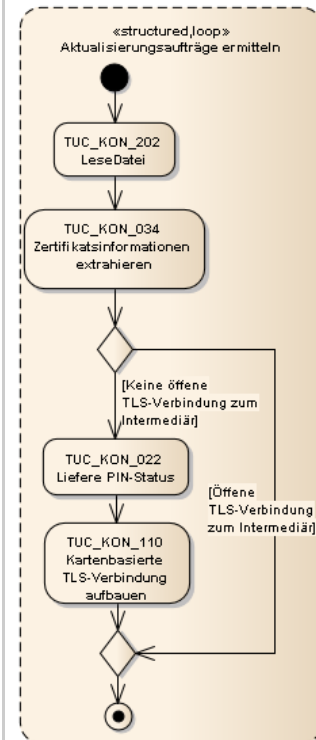 «structured,loop»
Aktualisierungsaufträge ermitteln
TUC_KON_202
LeseDatei
TUC_KON_034
Zertifikatsinformationen
extrahieren
[Keine öffene
TLS-Verbindung zum
Intermediär]
TUC_KON_022
Liefere PIN-Status
[Öffene
TLS-Verbindung
zum Intermediär]
TUC_KON_110
Kartenbasierte
TLS-Verbindung
aufbauen